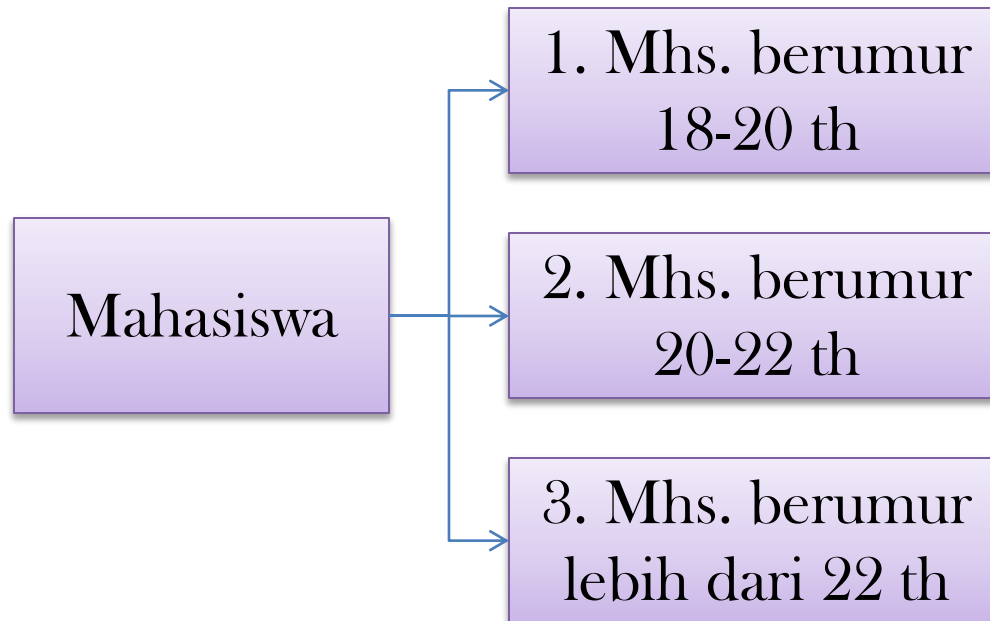 Mahasiswa
1. Mhs. berumur
18-20 th
2. Mhs. berumur
20-22 th
3. Mhs. berumur
lebih dari 22 th